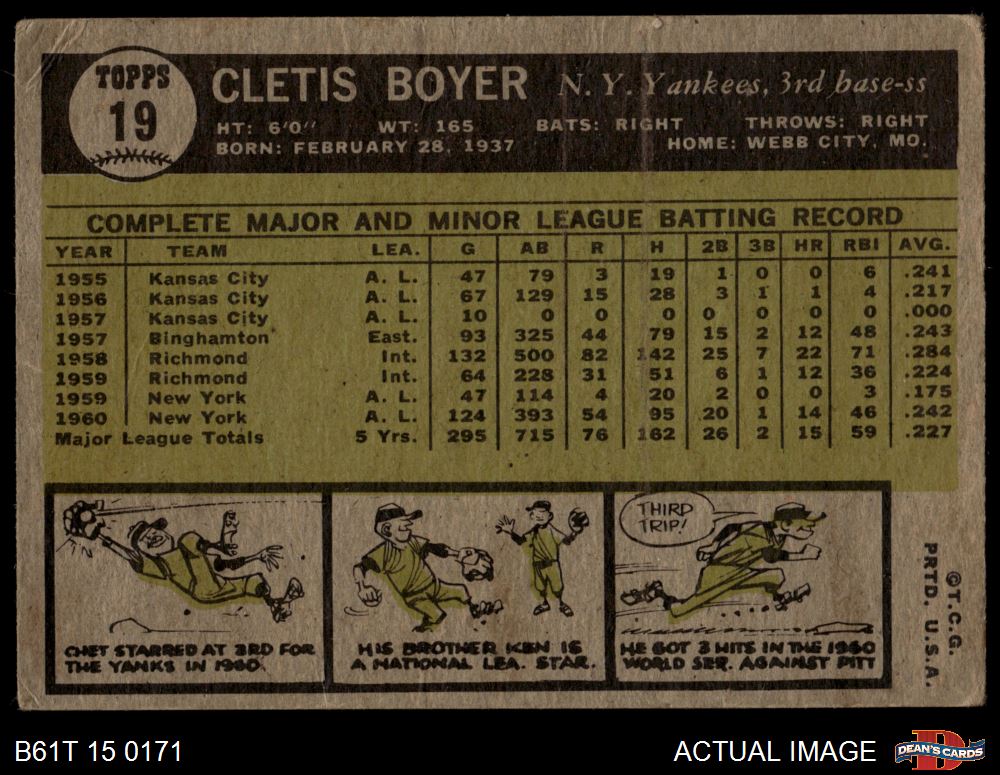 TOPPS
19
CLETIS BOYER N. Y. Yankees, 3rd base-ss
HT: 6'0" WT: 165 BATS: RIGHT THROWS: RIGHT
BORN: FEBRUARY 28, 1937 HOME: WEBB CITY, MO.
COMPLETE MAJOR AND MINOR LEAGUE BATTING RECORD
YEAR TEAM LEA. G AB R H 2B 3B HR RBI AVG.
1955 Kansas City A. L. 47 79 3 19 1 0 0 6 .241
1956 Kansas City A. L. 67 129 15 28 3 1 1 4 .217
1957 Kansas City A. L. 10 0 0 0 0 0 0 0 .000
1957 Binghamton East. 93 325 44 79 15 2 12 48 .243
1958 Richmond Int. 132 500 82 142 25 7 22 71 .284
1959 Richmond Int. 64 228 31 51 6 1 12 36 .224
1959 New York A. L. 47 114 4 20 2 0 0 3 .175
1960 New York A. L. 124 393 54 95 20 1 14 46 .242
Major League Totals 5 Yrs. 295 715 76 162 26 2 15 59 .227
CHET STARRED AT 3RD FOR
THE YANKS IN 1960.
HIS BROTHER KEN IS
A NATIONAL LEA. STAR.
THIRD
TRIP!
HE GOT 3 HITS IN THE 1960
WORLD SER. AGAINST PITT
©T.C.G.
PRTD. U.S.A.
B61T 15 0171
ACTUAL IMAGE
DEAN'S CARDS